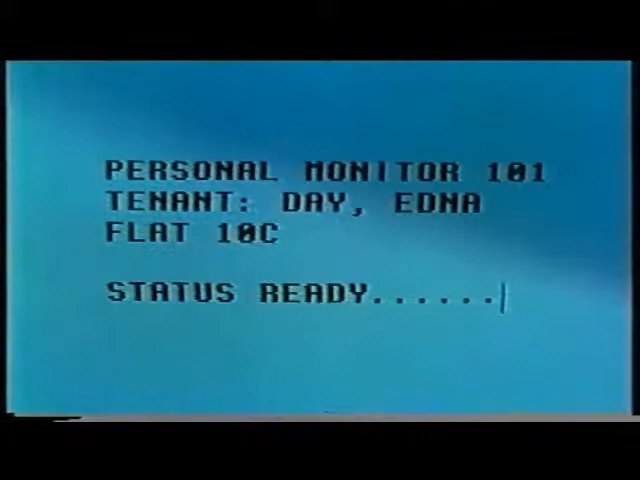 PERSONAL MONITOR 101
TENANT: DAY, EDNA
FLAT 10C
STATUS READY......